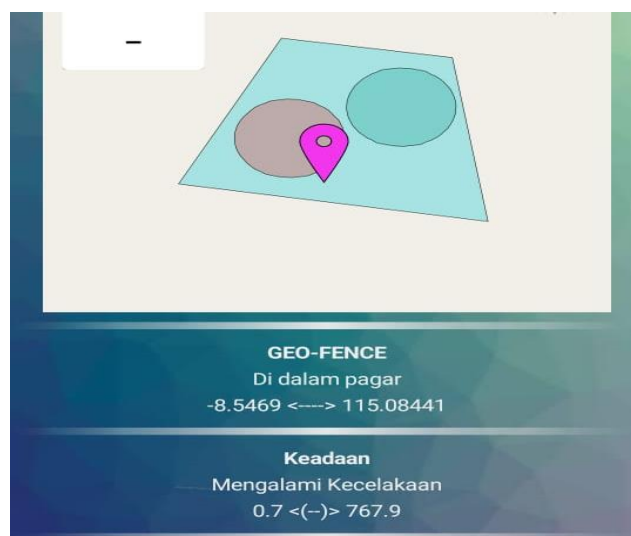 GEO-FENCE
Di dalam pagar
-8.5469 <----> 115.08441
Keadaan
Mengalami Kecelakaan
0.7 <(--)> 767.9